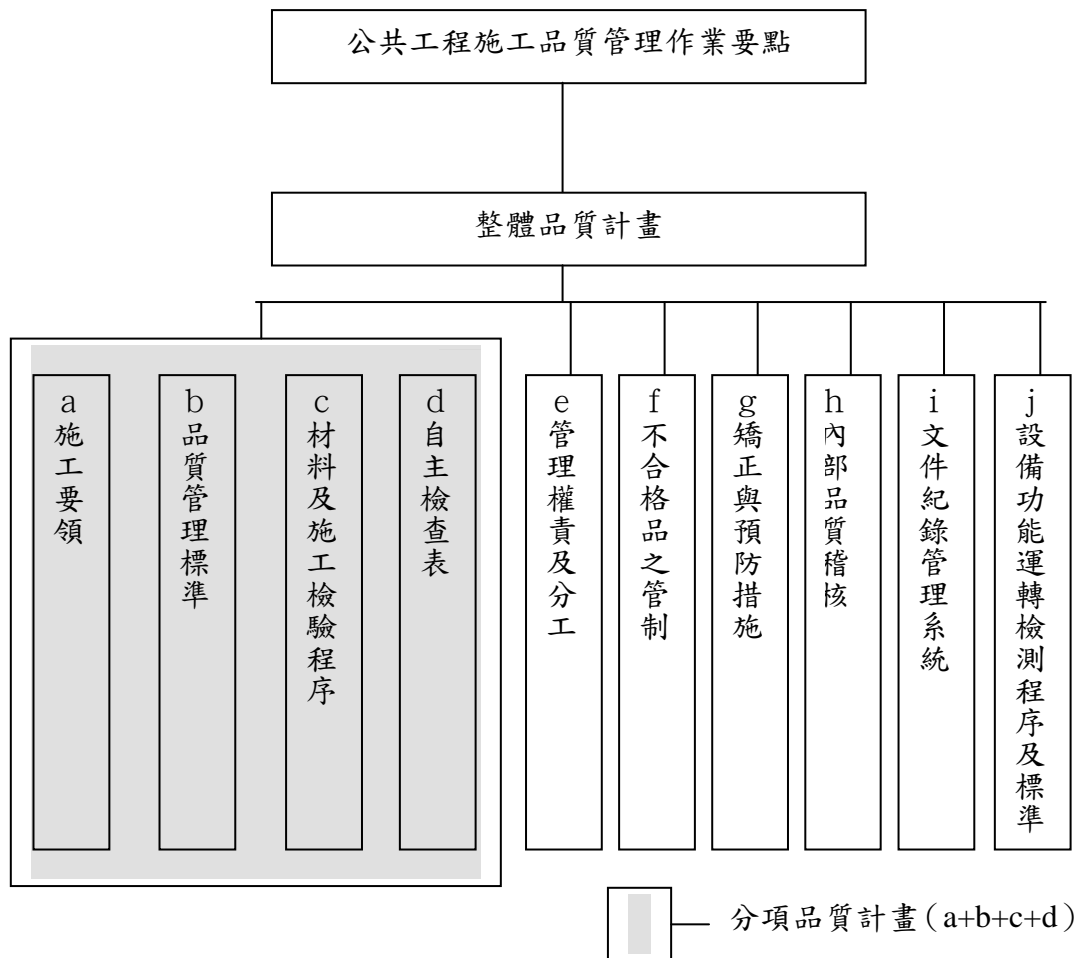 公共工程施工品質管理作業要點
整體品質計畫
a施工要領
b品質管理標準
c材料及施工檢驗程序
d自主檢查表
e管理權責及分工
f不合格品之管制
g矯正與預防措施
h內部品質稽核
i文件紀錄管理系統
j設備功能運轉檢測程序及標準
分項品質計畫（a+b+c+d）